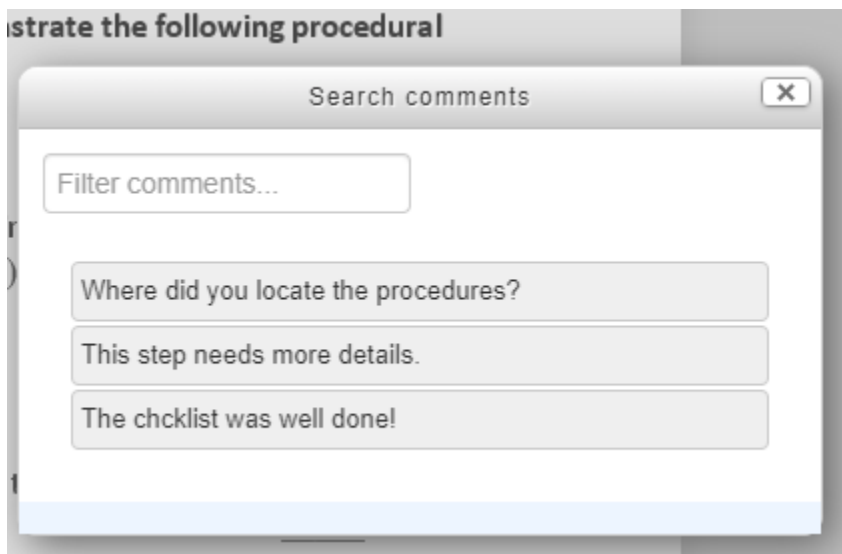 strate the following procedural
Search comments
Filter comments...
Where did you locate the procedures?
This step needs more details.
The chcklist was well done!